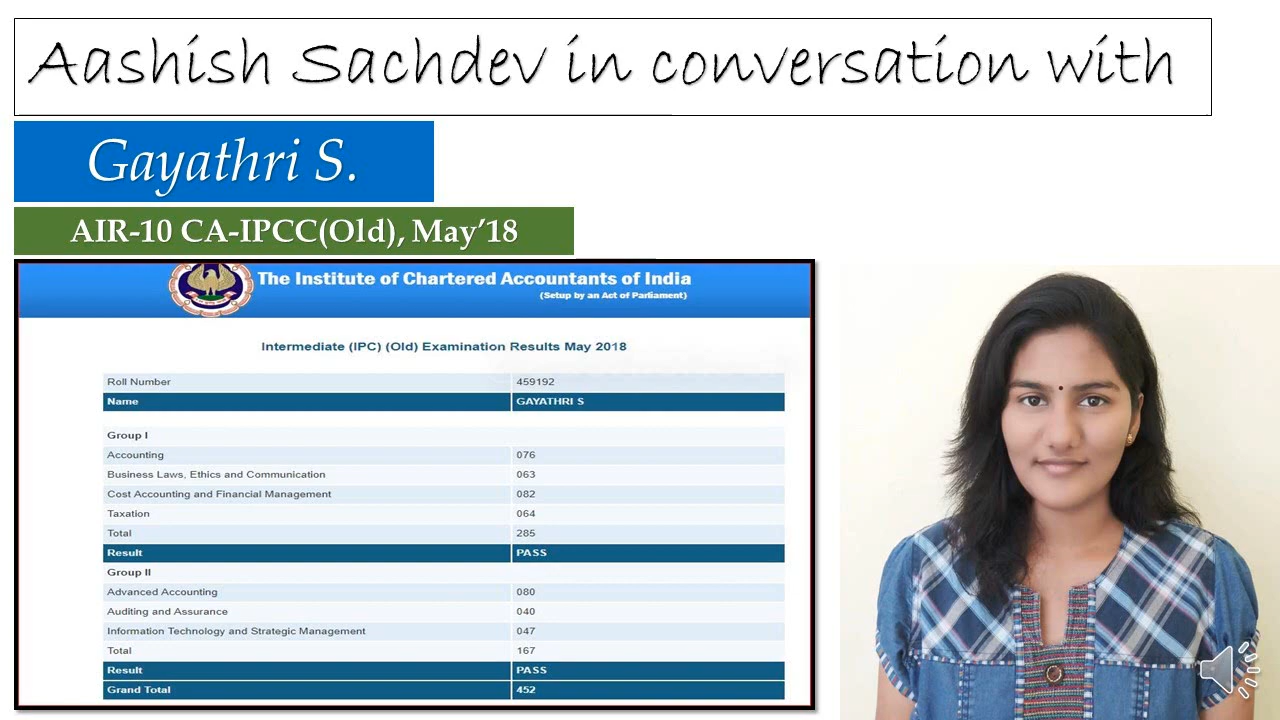 Aashish Sachdev in conversation with
Gayathri S.
AIR-10 CA-IPCC(Old), May’18
The Institute of Chartered Accountants of India
(Setup by an Act of Parliament)
Intermediate (IPC) (Old) Examination Results May 2018
Roll Number 459192
Name GAYATHRI S
Group I
Accounting 076
Business Laws, Ethics and Communication 063
Cost Accounting and Financial Management 082
Taxation 064
Total 285
Result PASS
Group II
Advanced Accounting 080
Auditing and Assurance 040
Information Technology and Strategic Management 047
Total 167
Result PASS
Grand Total 452